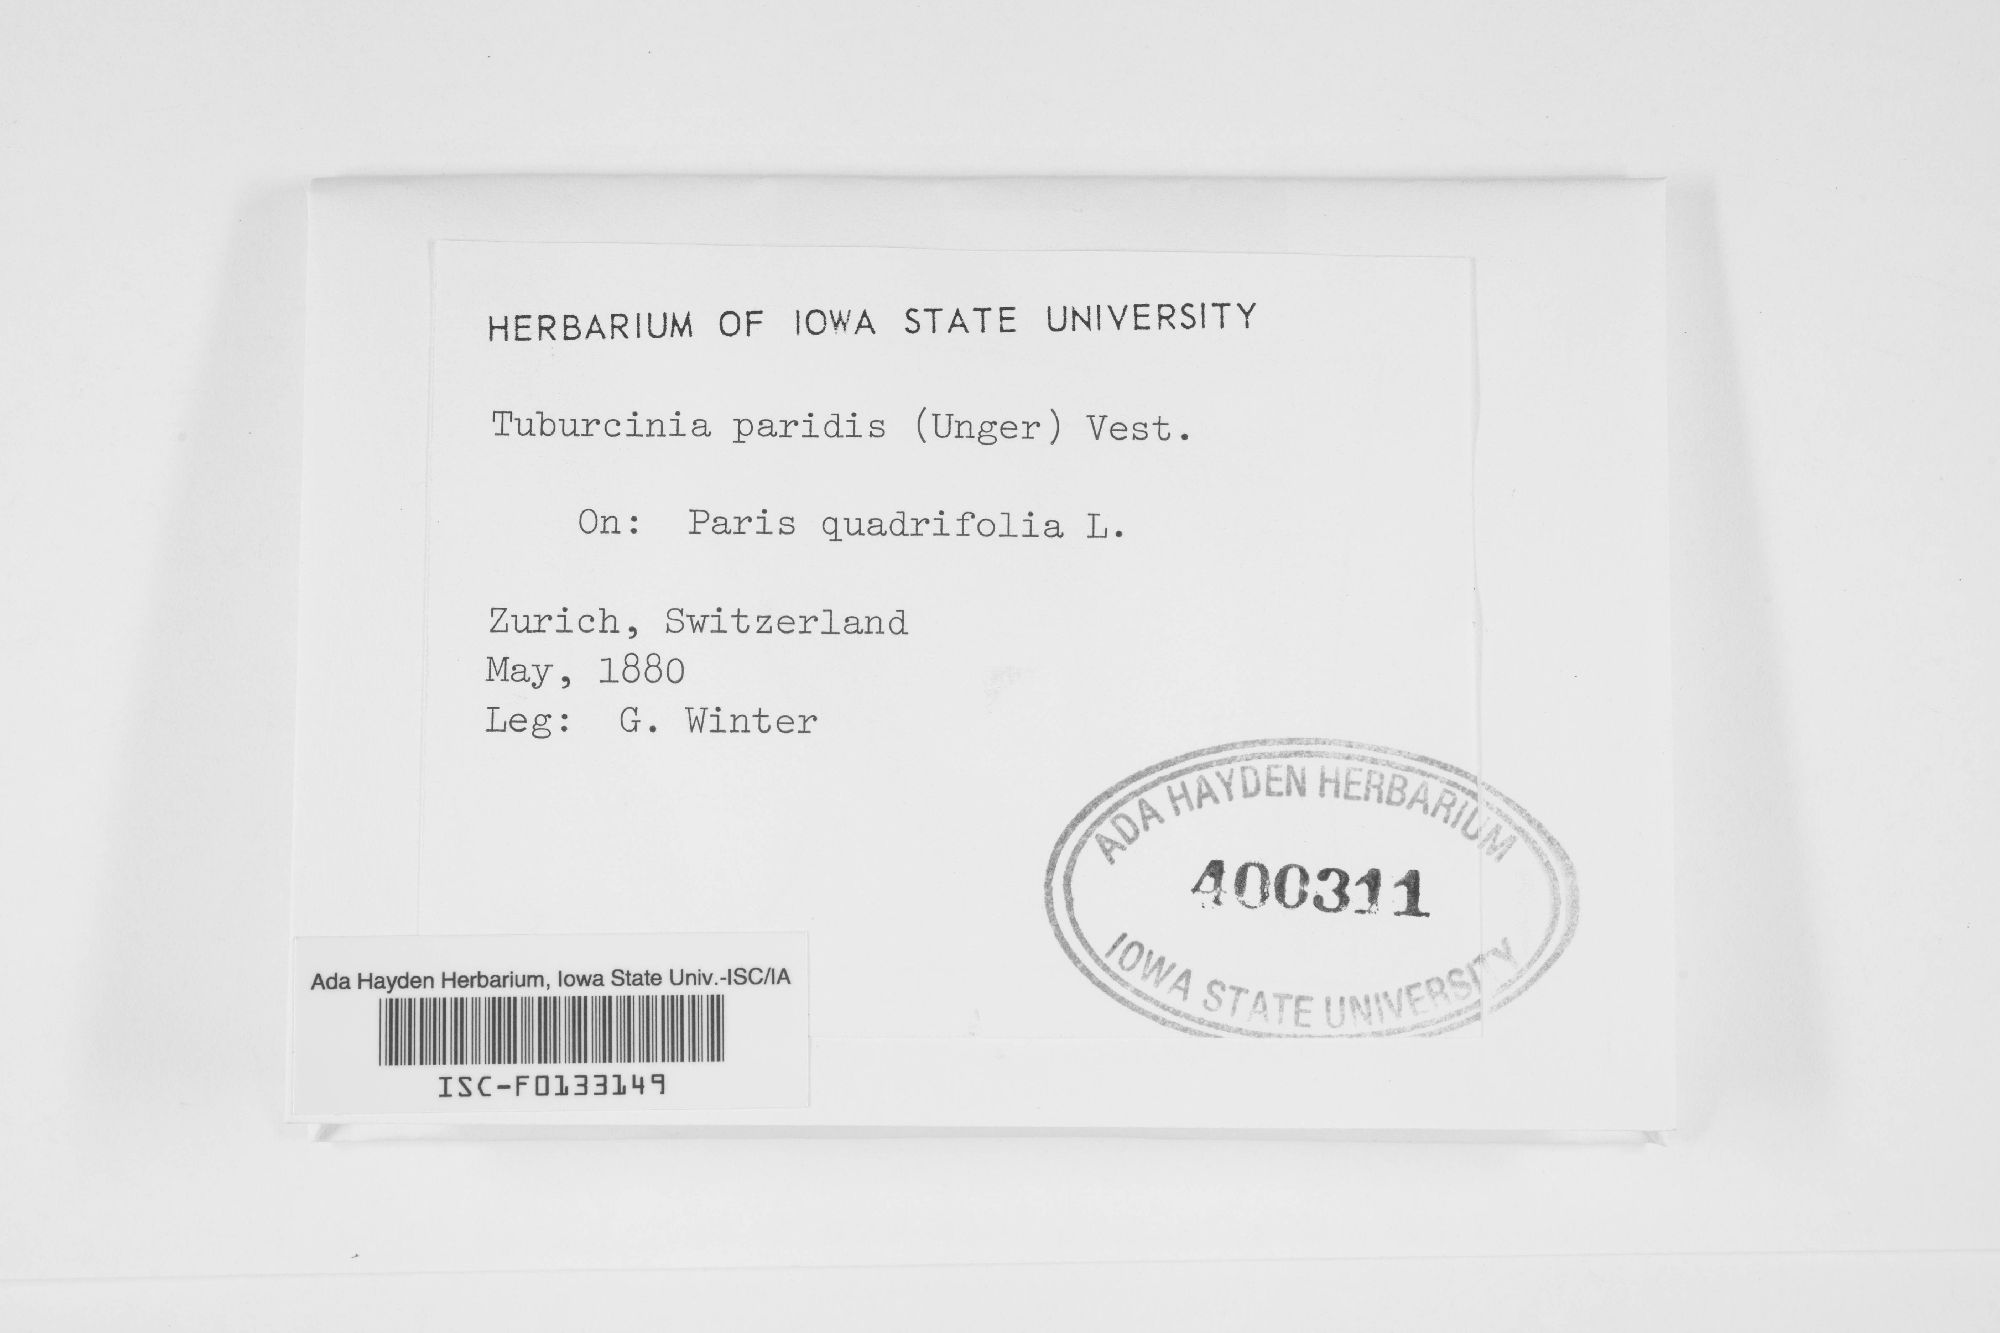 HERBARIUM OF IOWA STATE UNIVERSITY
Tuburcinia paridis (Unger) Vest.
On: Paris quadrifolia L.
Zurich, Switzerland
May, 1880
Leg: G. Winter
ADA HAYDEN HERBARIUM
400311
IOWA STATE UNIVERSITY
Ada Hayden Herbarium, Iowa State Univ.-ISC/IA
ISC-F0133149